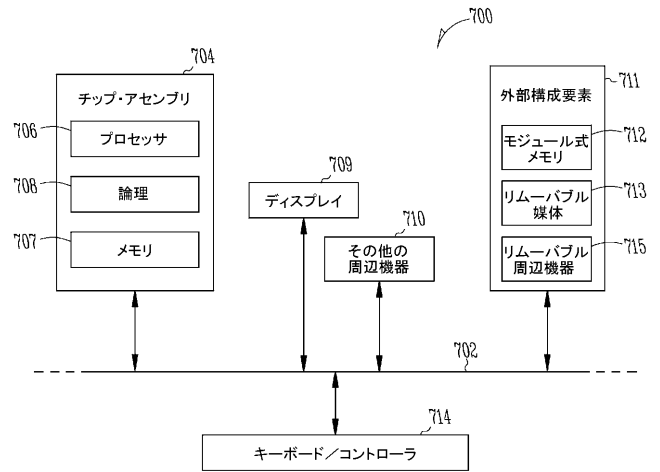 700
704
チップ・アセンブリ
706
プロセッサ
708
論理
707
メモリ
709
ディスプレイ
710
その他の
周辺機器
711
外部構成要素
712
モジュール式
メモリ
713
リムーバブル
媒体
715
リムーバブル
周辺機器
702
714
キーボード/コントローラ